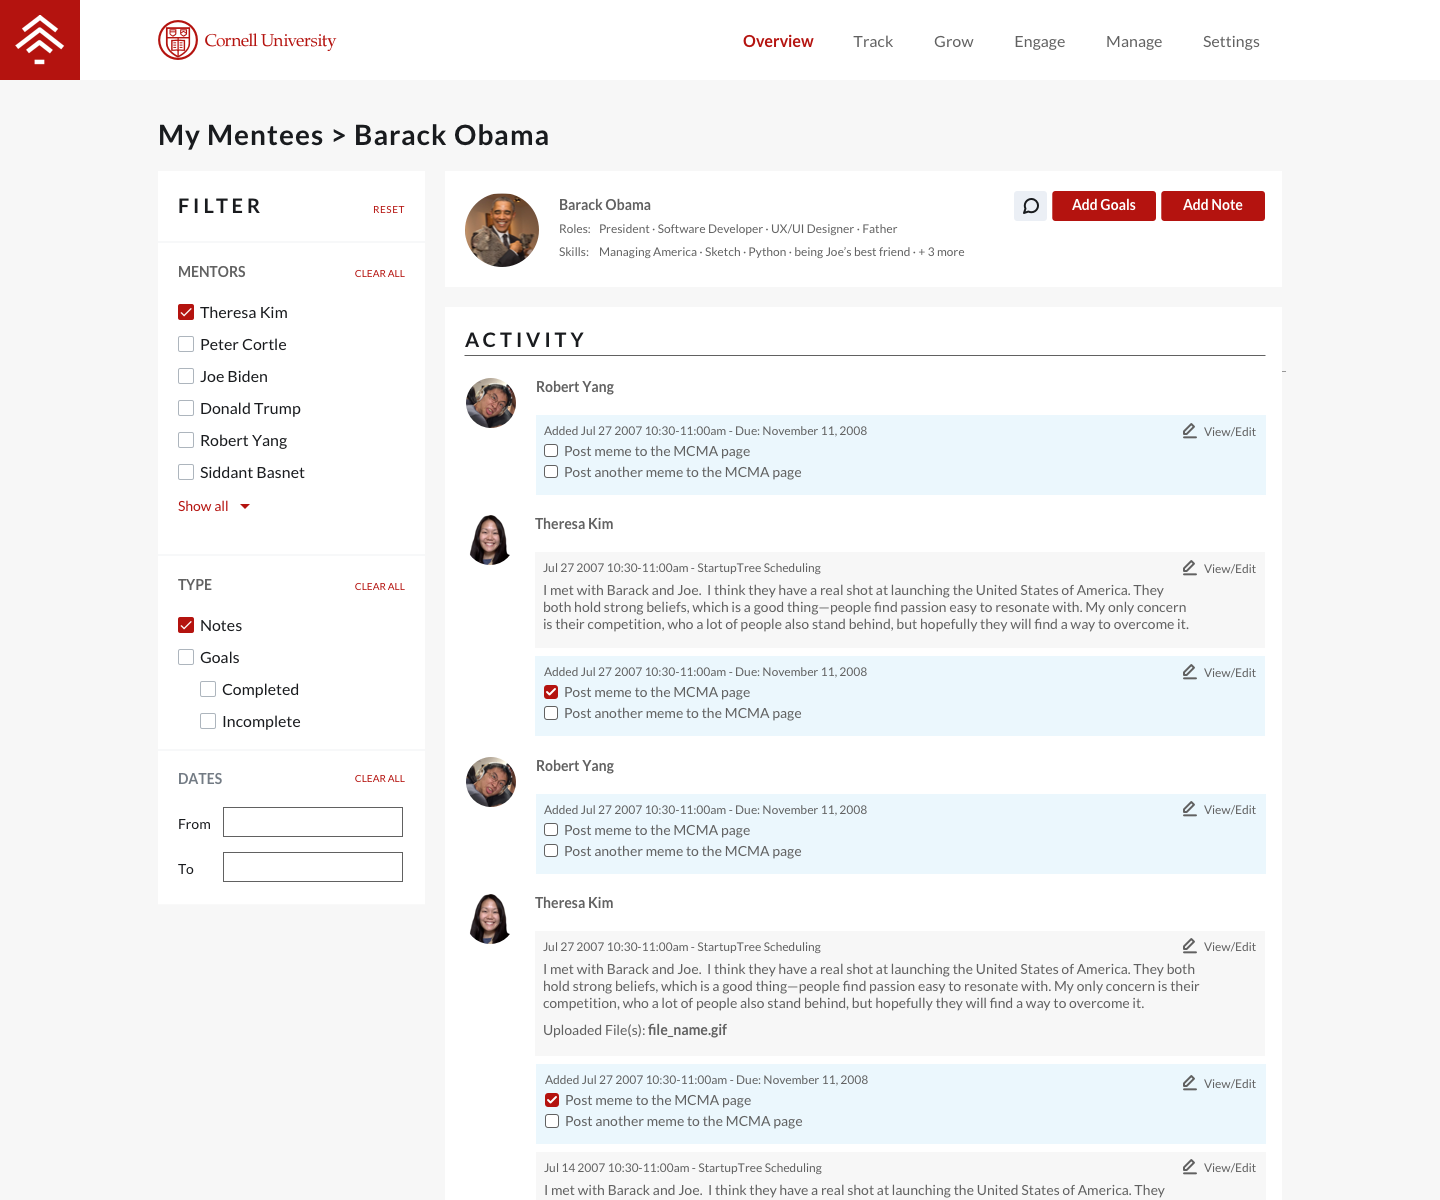 Cornell University
Overview Track Grow Engage Manage Settings
My Mentees > Barack Obama
FILTER
RESET
MENTORS
CLEAR ALL
Theresa Kim
Peter Cortle
Joe Biden
Donald Trump
Robert Yang
Siddant Basnet
Show all
TYPE
CLEAR ALL
Notes
Goals
Completed
Incomplete
DATES
CLEAR ALL
From
To
Barack Obama
Roles: President · Software Developer · UX/UI Designer · Father
Skills: Managing America · Sketch · Python · being Joe's best friend · + 3 more
Add Goals
Add Note
ACTIVITY
Robert Yang
Added Jul 27 2007 10:30-11:00am - Due: November 11, 2008
View/Edit
Post meme to the MCMA page
Post another meme to the MCMA page
Theresa Kim
Jul 27 2007 10:30-11:00am - StartupTree Scheduling
View/Edit
I met with Barack and Joe. I think they have a real shot at launching the United States of America. They
both hold strong beliefs, which is a good thing—people find passion easy to resonate with. My only concern
is their competition, who a lot of people also stand behind, but hopefully they will find a way to overcome it.
Added Jul 27 2007 10:30-11:00am - Due: November 11, 2008
View/Edit
Post meme to the MCMA page
Post another meme to the MCMA page
Robert Yang
Added Jul 27 2007 10:30-11:00am - Due: November 11, 2008
View/Edit
Post meme to the MCMA page
Post another meme to the MCMA page
Theresa Kim
Jul 27 2007 10:30-11:00am - StartupTree Scheduling
View/Edit
I met with Barack and Joe. I think they have a real shot at launching the United States of America. They both
hold strong beliefs, which is a good thing—people find passion easy to resonate with. My only concern is their
competition, who a lot of people also stand behind, but hopefully they will find a way to overcome it.
Uploaded File(s): file_name.gif
Added Jul 27 2007 10:30-11:00am - Due: November 11, 2008
View/Edit
Post meme to the MCMA page
Post another meme to the MCMA page
Jul 14 2007 10:30-11:00am - StartupTree Scheduling
View/Edit
I met with Barack and Joe. I think they have a real shot at launching the United States of America. They